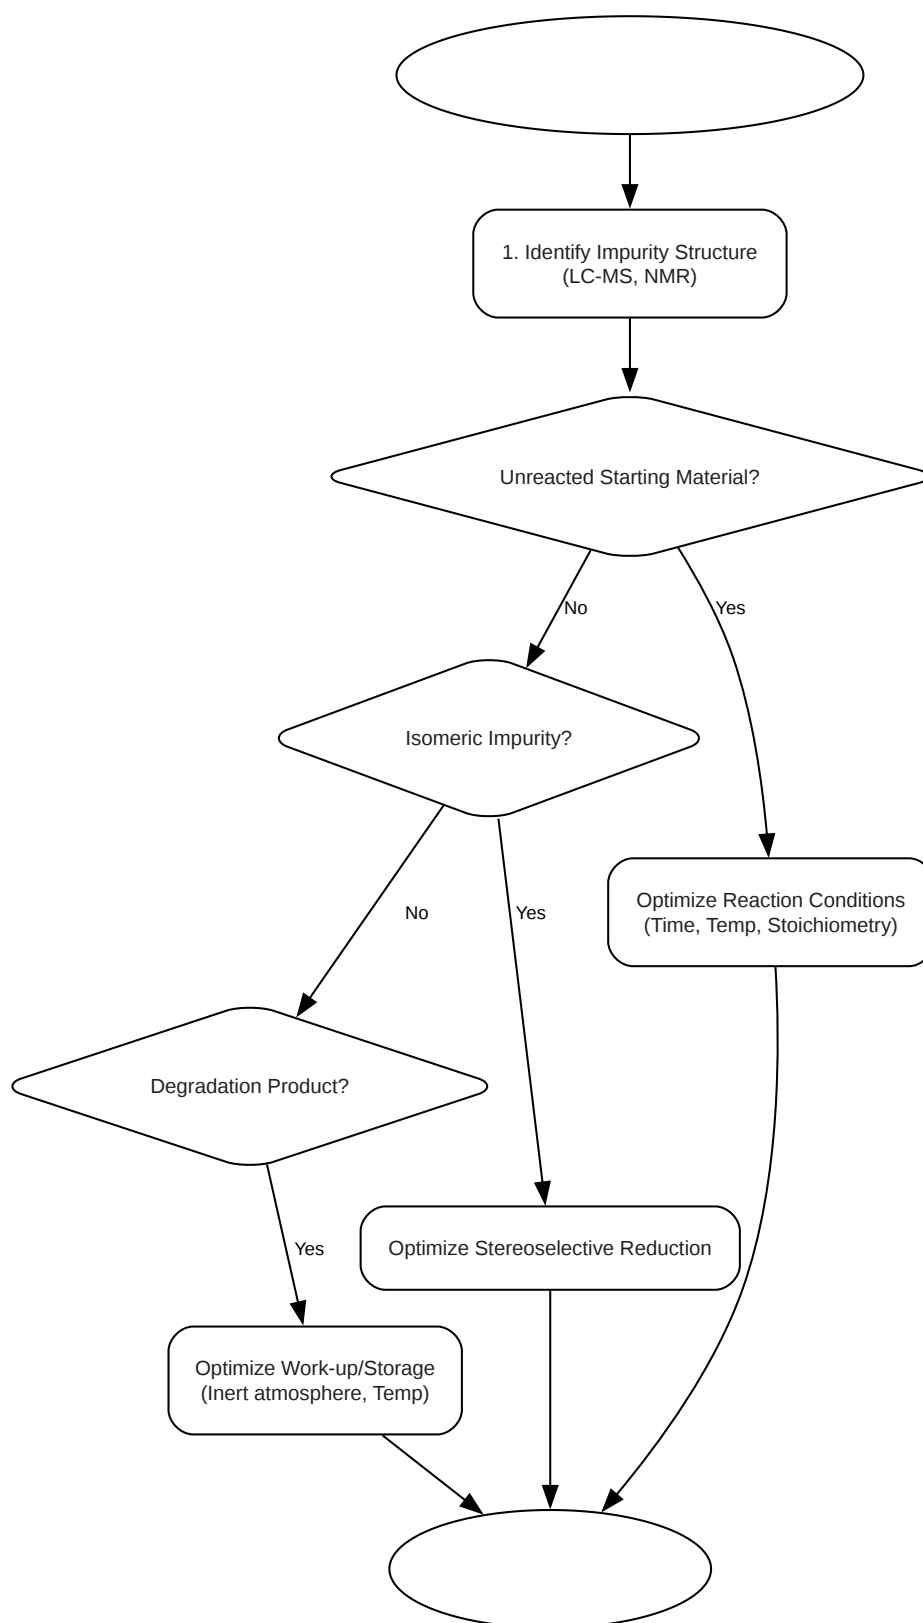 1. Identify Impurity Structure
(LC-MS, NMR)
Unreacted Starting Material?
No
Yes
Isomeric Impurity?
Optimize Reaction Conditions
(Time, Temp, Stoichiometry)
No
Yes
Degradation Product?
Optimize Stereoselective Reduction
Yes
Optimize Work-up/Storage
(Inert atmosphere, Temp)